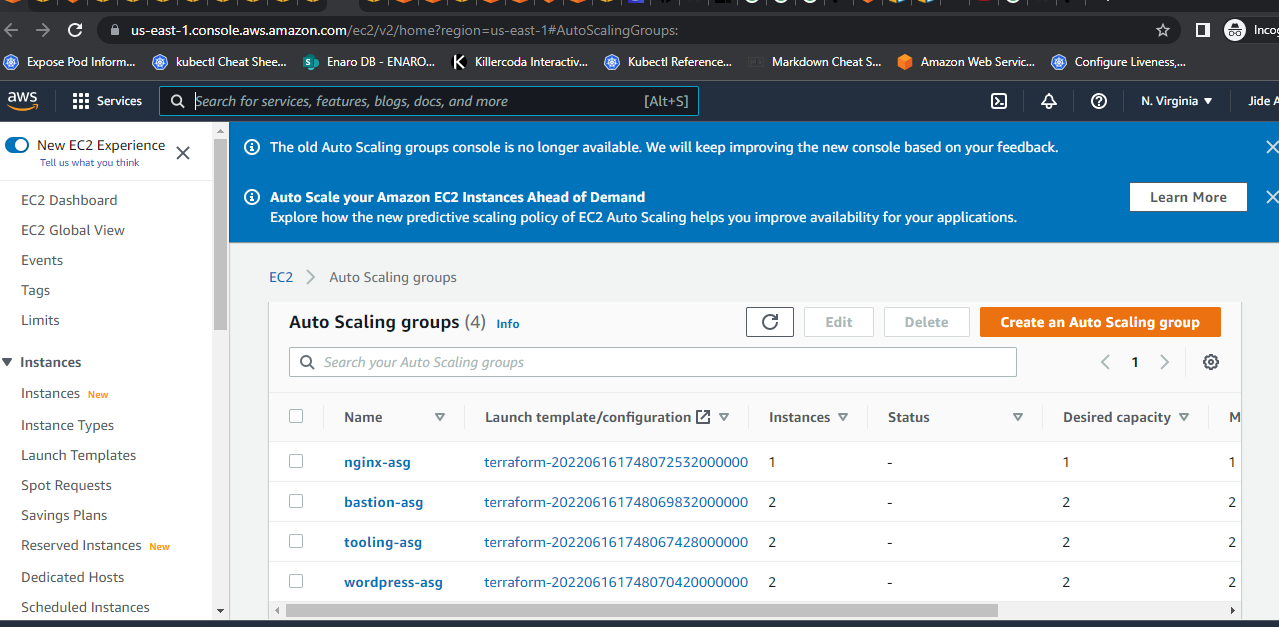 us-east-1.console.aws.amazon.com/ec2/v2/home?region=us-east-1#AutoScalingGroups:
Incog
Expose Pod Inform... kubectl Cheat Shee... Enaro DB - ENARO... Killercoda Interactiv... Kubectl Reference... Markdown Cheat S... Amazon Web Servic... Configure Liveness,...
aws Services Search for services, features, blogs, docs, and more [Alt+S] N. Virginia Jide A
New EC2 Experience
Tell us what you think
The old Auto Scaling groups console is no longer available. We will keep improving the new console based on your feedback.
Auto Scale your Amazon EC2 Instances Ahead of Demand
Explore how the new predictive scaling policy of EC2 Auto Scaling helps you improve availability for your applications.
Learn More
EC2 Dashboard
EC2 Global View
Events
Tags
Limits
Instances
Instances New
Instance Types
Launch Templates
Spot Requests
Savings Plans
Reserved Instances New
Dedicated Hosts
Scheduled Instances
EC2 > Auto Scaling groups
Auto Scaling groups (4) Info
Edit Delete Create an Auto Scaling group
Search your Auto Scaling groups
1
Name Launch template/configuration Instances Status Desired capacity M
nginx-asg terraform-202206161748072532000000 1 - 1 1
bastion-asg terraform-202206161748069832000000 2 - 2 2
tooling-asg terraform-202206161748067428000000 2 - 2 2
wordpress-asg terraform-202206161748070420000000 2 - 2 2